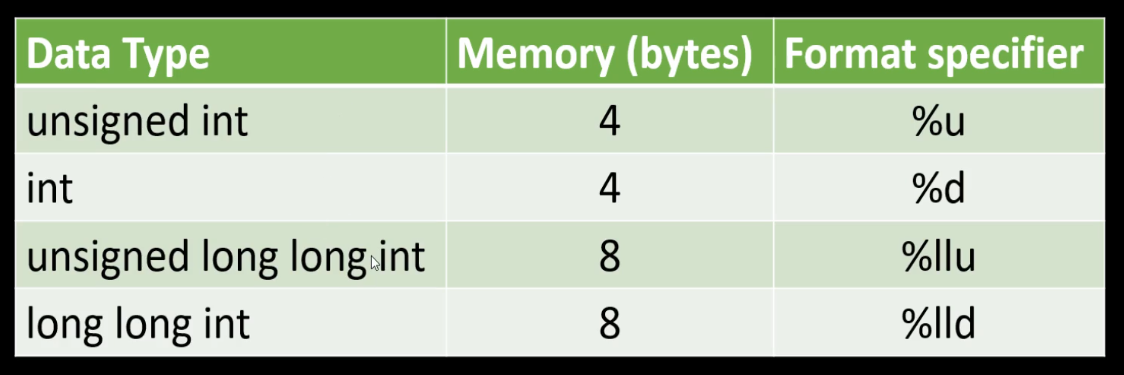 Data Type Memory (bytes) Format specifier
unsigned int 4 %u
int 4 %d
unsigned long long int 8 %llu
long long int 8 %lld